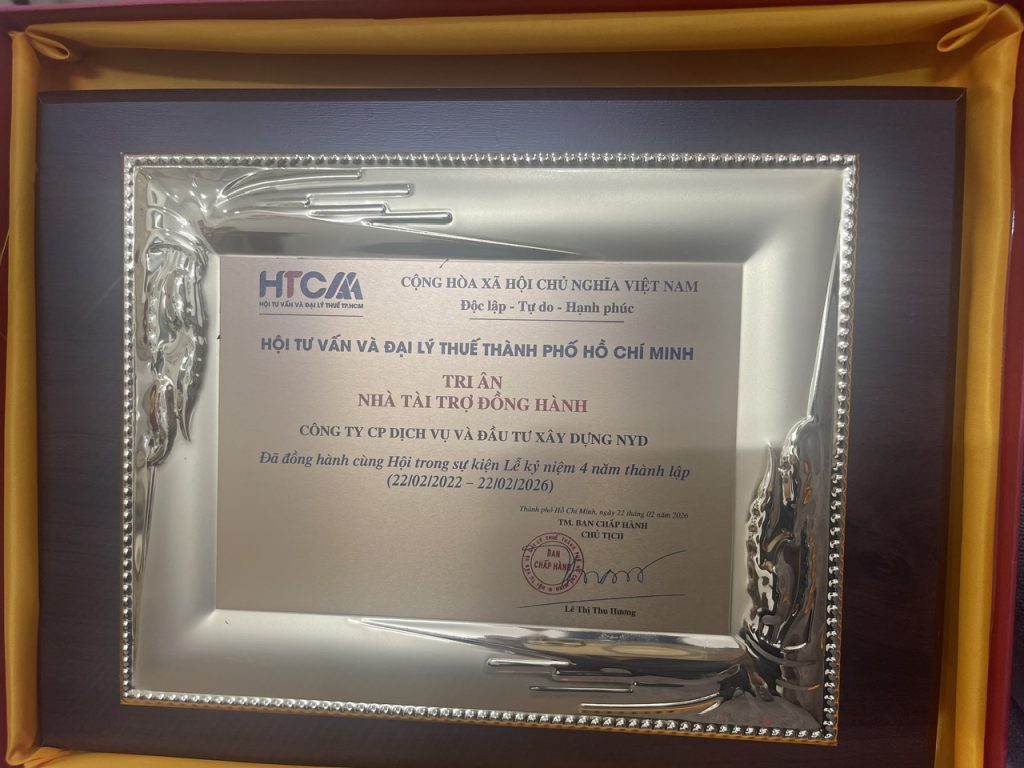 HTCAA
HỘI TƯ VẤN VÀ ĐẠI LÝ THUẾ TP.HCM
CỘNG HÒA XÃ HỘI CHỦ NGHĨA VIỆT NAM
Độc lập - Tự do - Hạnh phúc
HỘI TƯ VẤN VÀ ĐẠI LÝ THUẾ THÀNH PHỐ HỒ CHÍ MINH
TRI ÂN
NHÀ TÀI TRỢ ĐỒNG HÀNH
CÔNG TY CP DỊCH VỤ VÀ ĐẦU TƯ XÂY DỰNG NYD
Đã đồng hành cùng Hội trong sự kiện Lễ kỷ niệm 4 năm thành lập
(22/02/2022 – 22/02/2026)
Thành phố Hồ Chí Minh, ngày 22 tháng 02 năm 2026
TM. BAN CHẤP HÀNH
CHỦ TỊCH
BAN
CHẤP HÀNH
Lê Thị Thu Hương